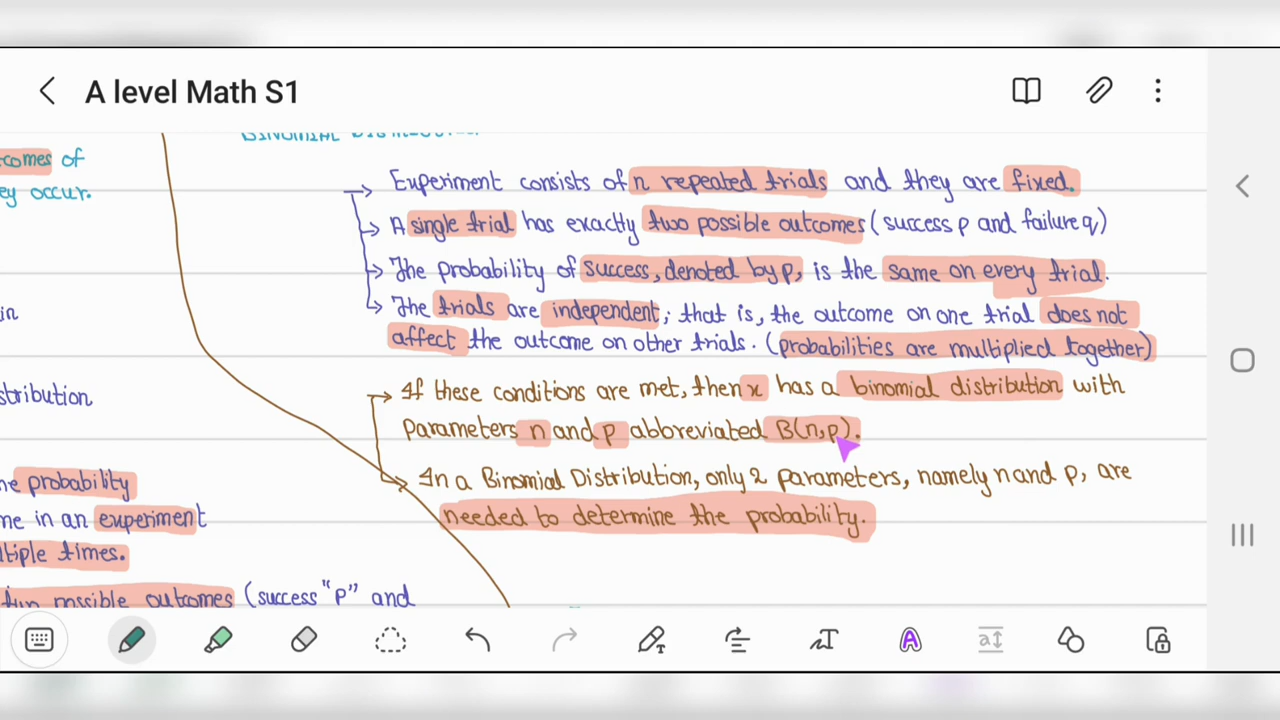 A level Math S1
BINOMIAL
comes of
ey occur.
in
stribution
he probability
me in an experiment
ltiple times.
two possible outcomes (success "p" and
Experiment consists of n repeated trials and they are fixed.
A single trial has exactly two possible outcomes (success p and failure q)
The probability of success, denoted by p, is the same on every trial.
The trials are independent; that is, the outcome on one trial does not
affect the outcome on other trials. (probabilities are multiplied together)
If these conditions are met, then x has a binomial distribution with
Parameters n and p abbreviated B(n,p).
In a Binomial Distribution, only 2 parameters, namely n and p, are
needed to determine the probability.